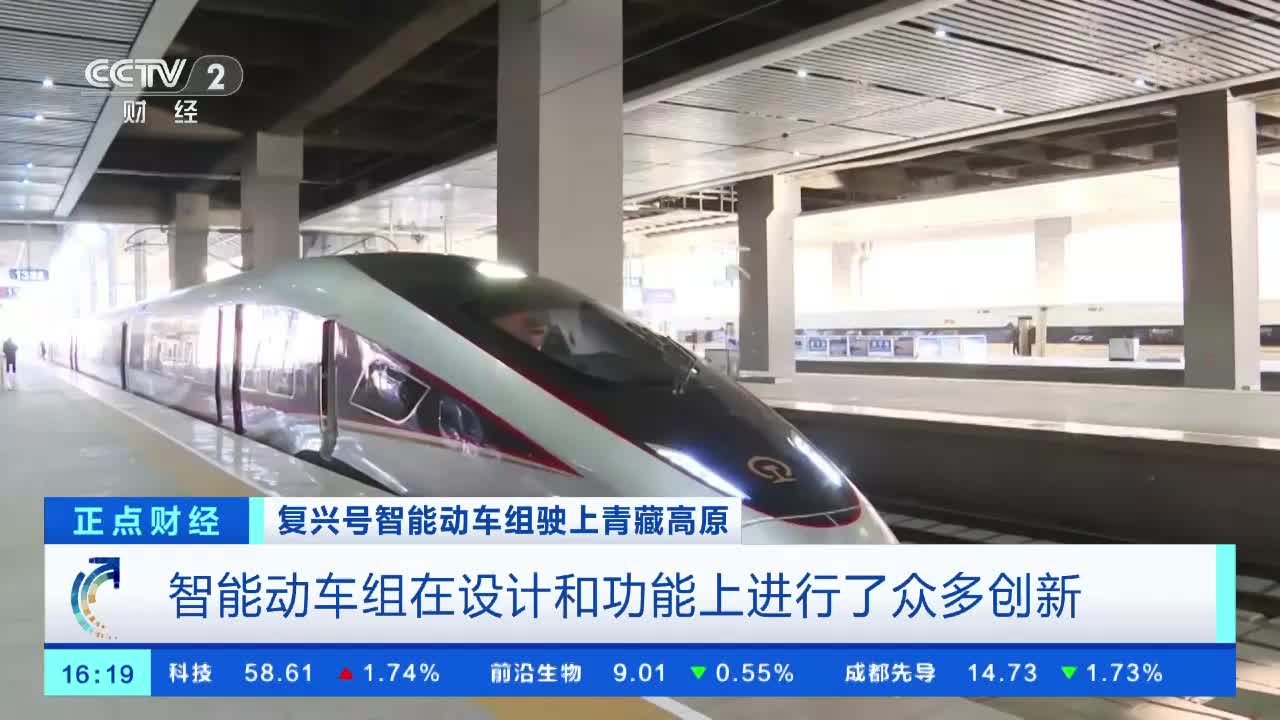 CCTV 2
财 经
正点财经
复兴号智能动车组驶上青藏高原
智能动车组在设计和功能上进行了众多创新
16:19 科技 58.61 ▲ 1.74% 前沿生物 9.01 ▼ 0.55% 成都先导 14.73 ▼ 1.73%